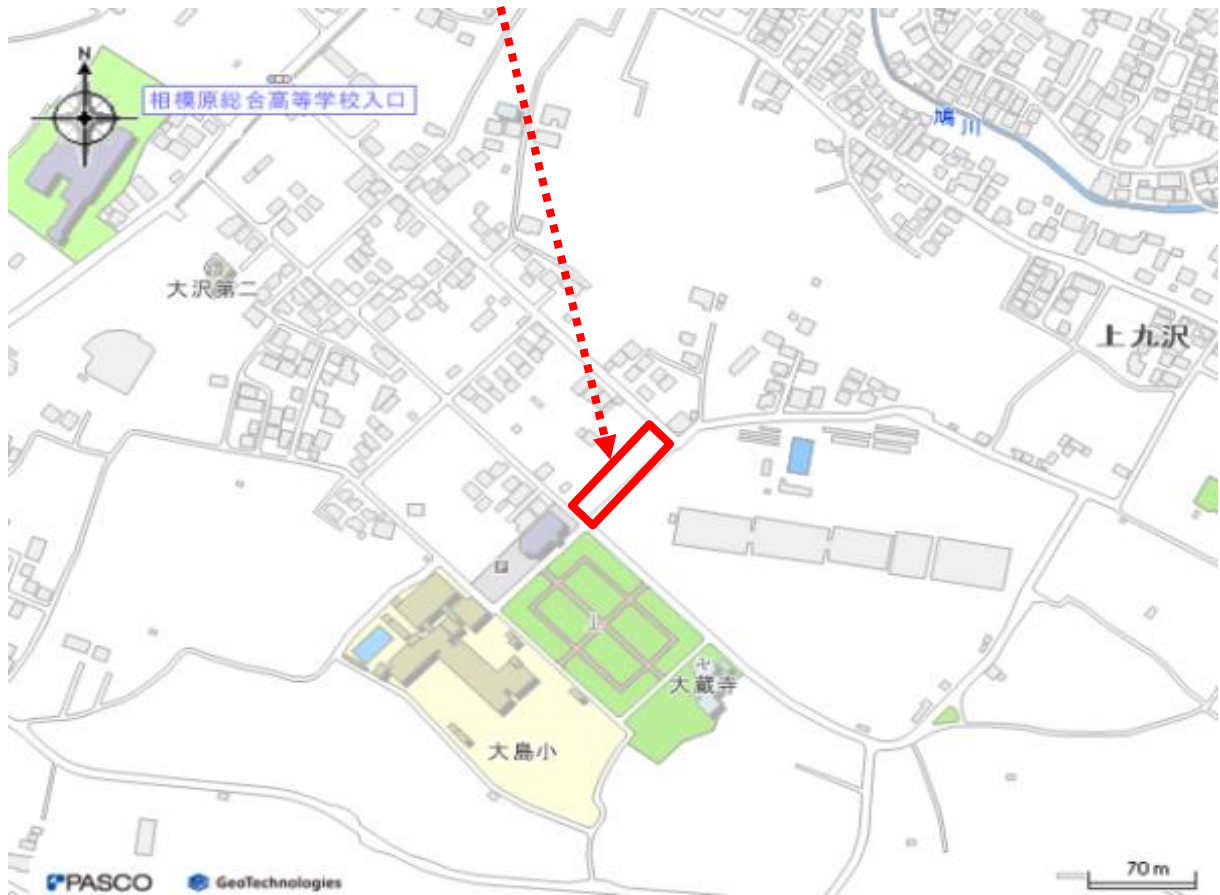 N
相模原総合高等学校入口
鳩川
大沢第二
上九沢
P
大蔵寺
大島小
PASCO
GeoTechnologies
70 m